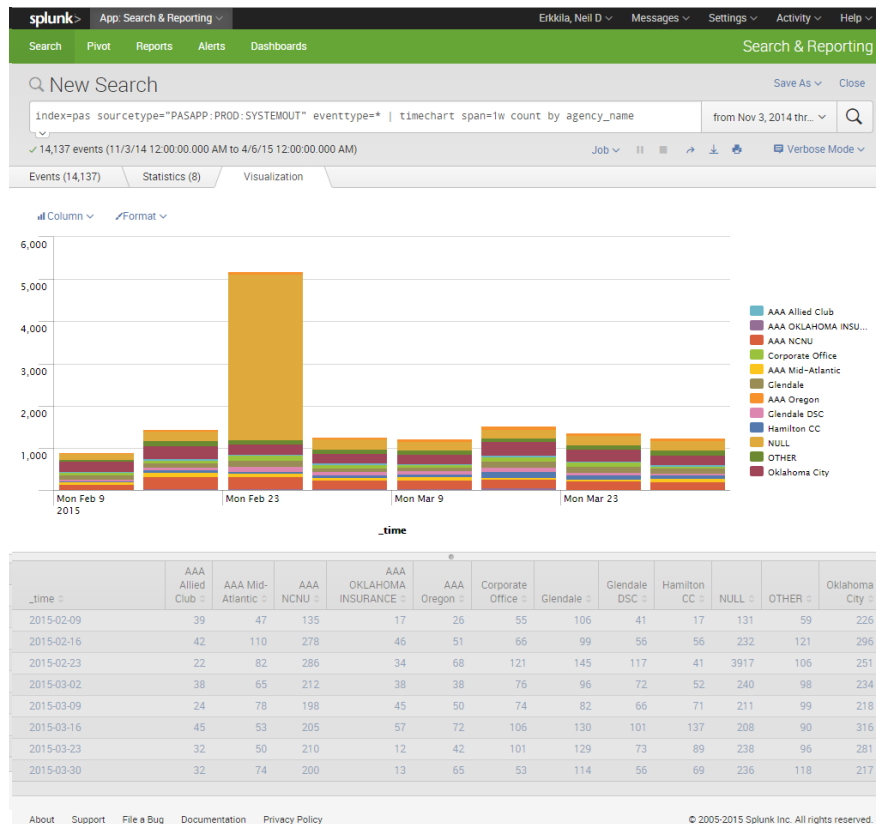 splunk> App: Search & Reporting Erkkila, Neil D Messages Settings Activity Help
Search Pivot Reports Alerts Dashboards Search & Reporting
New Search Save As Close
index=pas sourcetype="PASAPP:PROD:SYSTEMOUT" eventtype=* | timechart span=1w count by agency_name from Nov 3, 2014 thr...
14,137 events (11/3/14 12:00:00.000 AM to 4/6/15 12:00:00.000 AM) Job Verbose Mode
Events (14,137) Statistics (8) Visualization
Column Format
6,000
5,000
4,000
3,000
2,000
1,000
Mon Feb 9 Mon Feb 23 Mon Mar 9 Mon Mar 23
2015
_time
AAA Allied Club
AAA OKLAHOMA INSU...
AAA NCNU
Corporate Office
AAA Mid-Atlantic
Glendale
AAA Oregon
Glendale DSC
Hamilton CC
NULL
OTHER
Oklahoma City
_time AAA Allied Club AAA Mid-Atlantic AAA NCNU AAA OKLAHOMA INSURANCE AAA Oregon Corporate Office Glendale Glendale DSC Hamilton CC NULL OTHER Oklahoma City
2015-02-09 39 47 135 17 26 55 106 41 17 131 59 226
2015-02-16 42 110 278 46 51 66 99 56 56 232 121 296
2015-02-23 22 82 286 34 68 121 145 117 41 3917 106 251
2015-03-02 38 65 212 38 38 76 96 72 52 240 98 234
2015-03-09 24 78 198 45 50 74 82 66 71 211 99 218
2015-03-16 45 53 205 57 72 106 130 101 137 208 90 316
2015-03-23 32 50 210 12 42 101 129 73 89 238 96 281
2015-03-30 32 74 200 13 65 53 114 56 69 236 118 217
About Support File a Bug Documentation Privacy Policy © 2005-2015 Splunk Inc. All rights reserved.